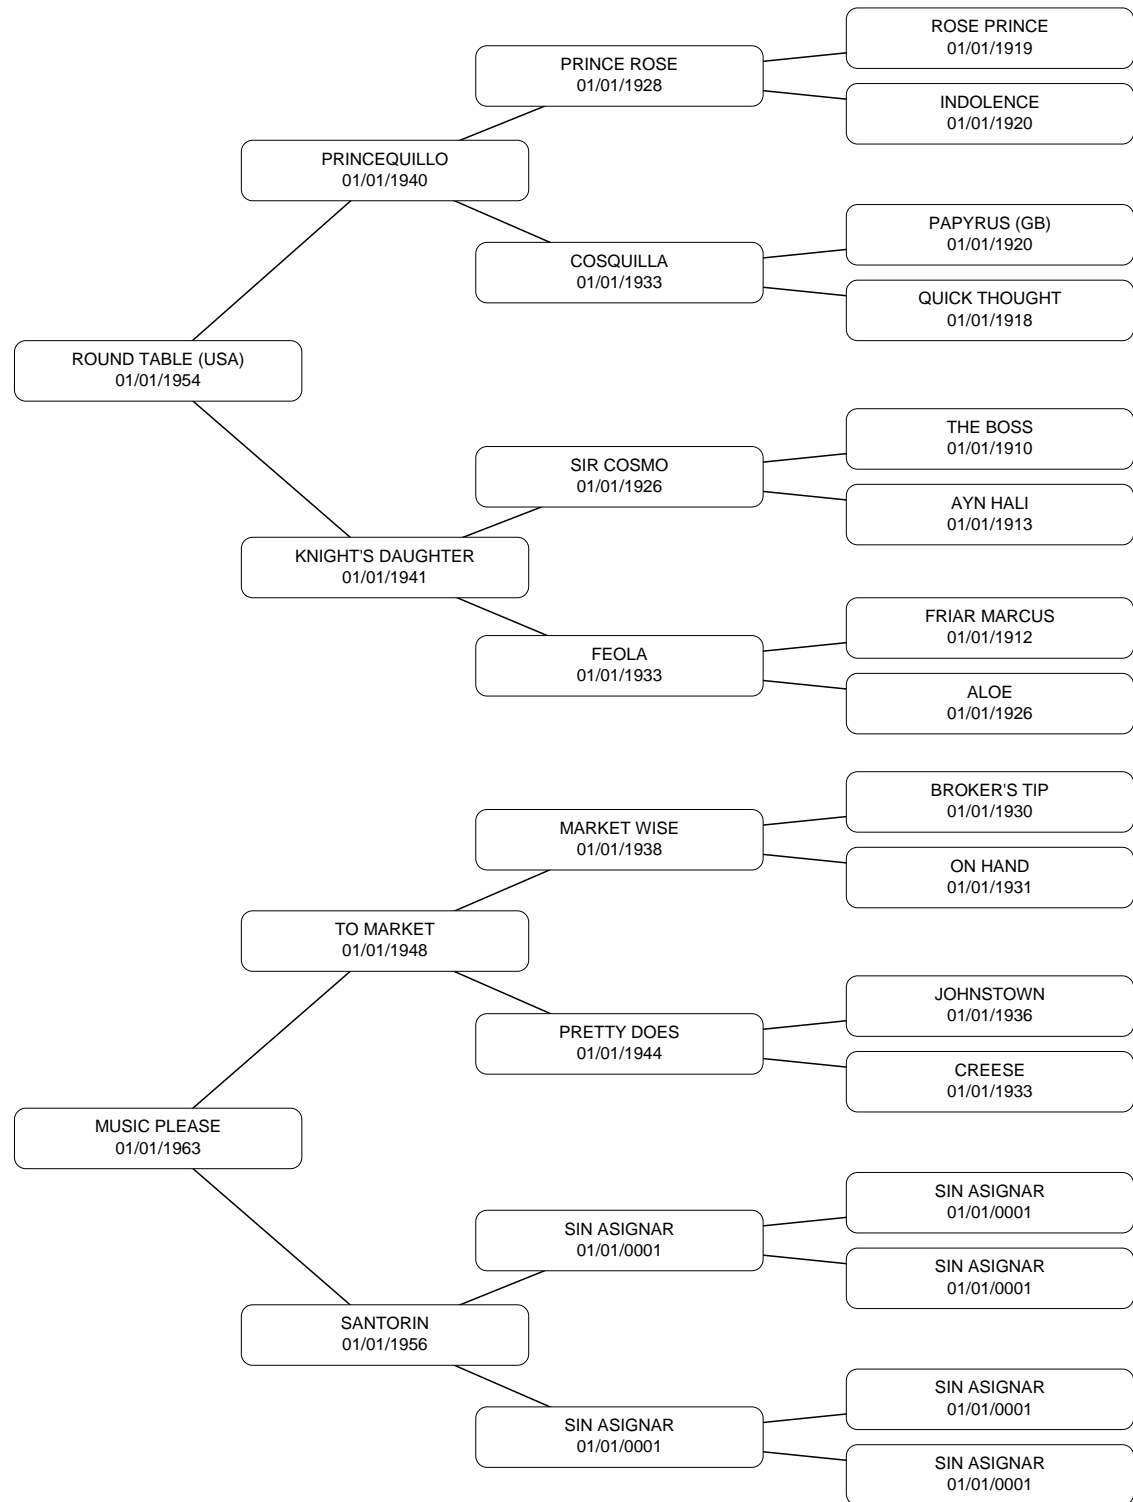 ROSE PRINCE
01/01/1919
PRINCE ROSE
01/01/1928
INDOLENCE
01/01/1920
PRINCEQUILLO
01/01/1940
PAPYRUS (GB)
01/01/1920
COSQUILLA
01/01/1933
QUICK THOUGHT
01/01/1918
ROUND TABLE (USA)
01/01/1954
THE BOSS
01/01/1910
SIR COSMO
01/01/1926
AYN HALI
01/01/1913
KNIGHT'S DAUGHTER
01/01/1941
FRIAR MARCUS
01/01/1912
FEOLA
01/01/1933
ALOE
01/01/1926
BROKER'S TIP
01/01/1930
MARKET WISE
01/01/1938
ON HAND
01/01/1931
TO MARKET
01/01/1948
JOHNSTOWN
01/01/1936
PRETTY DOES
01/01/1944
CREESE
01/01/1933
MUSIC PLEASE
01/01/1963
SIN ASIGNAR
01/01/0001
SIN ASIGNAR
01/01/0001
SIN ASIGNAR
01/01/0001
SANTORIN
01/01/1956
SIN ASIGNAR
01/01/0001
SIN ASIGNAR
01/01/0001
SIN ASIGNAR
01/01/0001